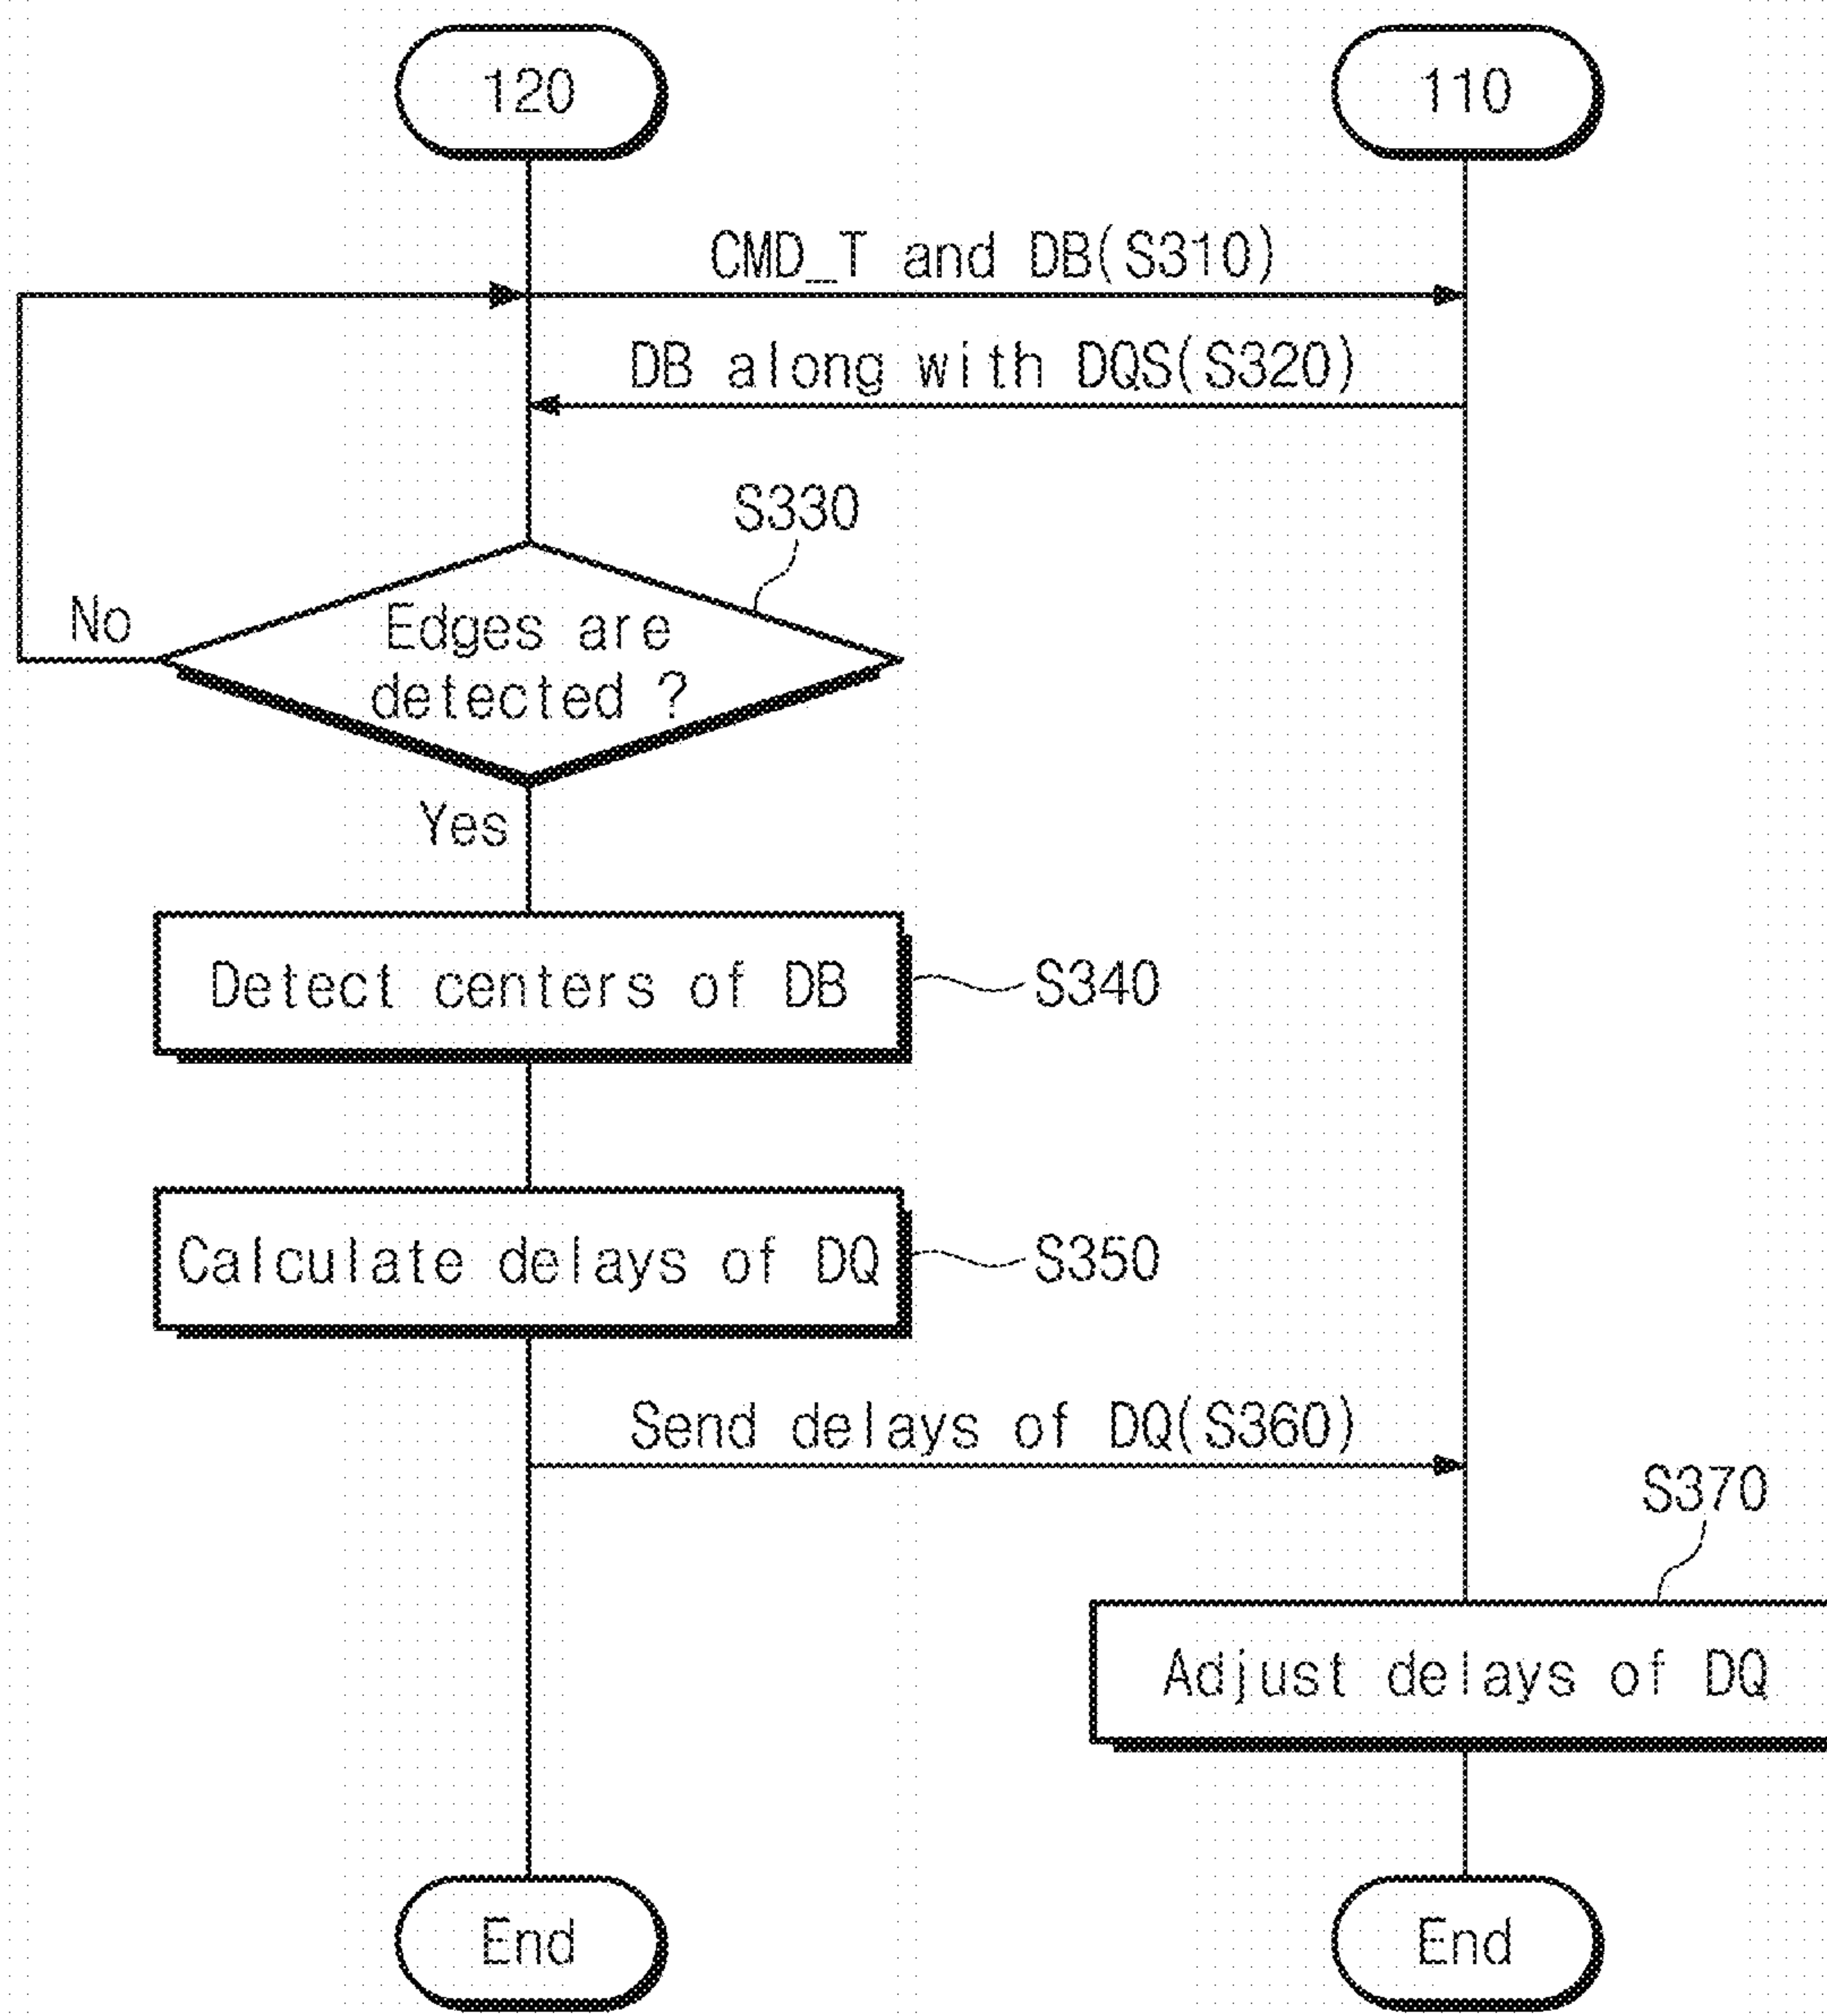 120
110
CMD_T and DB(S310)
DB along with DQS(S320)
S330
No
Edges are
detected ?
Yes
Detect centers of DB
S340
Calculate delays of DQ
S350
Send delays of DQ(S360)
S370
Adjust delays of DQ
End
End